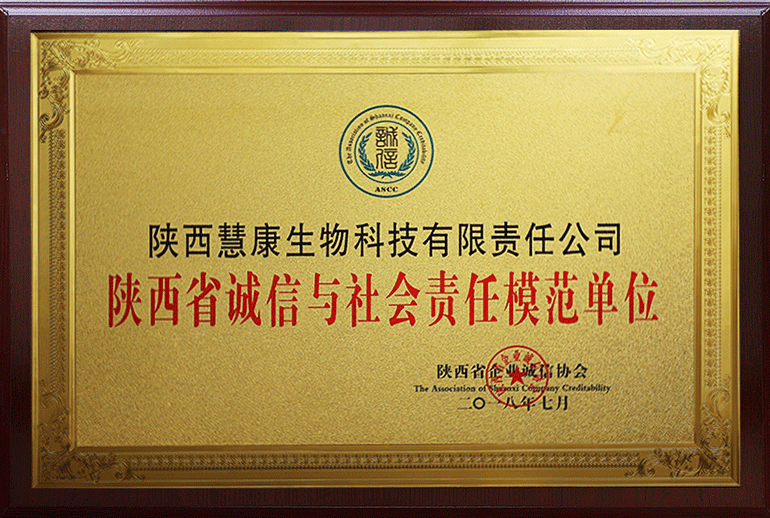 The Association of Shaanxi Company Creditability
誠信
ASCC
陕西慧康生物科技有限责任公司
陕西省诚信与社会责任模范单位
陕西省企业诚信协会
The Association of Shanxi Company Creditability
二〇一八年七月